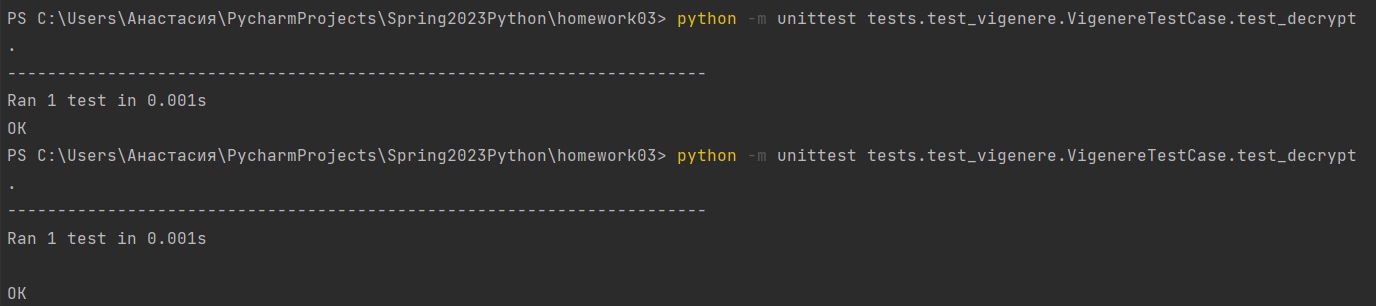 PS C:\Users\Анастасия\PycharmProjects\Spring2023Python\homework03> python -m unittest tests.test_vigenere.VigenereTestCase.test_decrypt
.
----------------------------------------------------------------------
Ran 1 test in 0.001s
OK
PS C:\Users\Анастасия\PycharmProjects\Spring2023Python\homework03> python -m unittest tests.test_vigenere.VigenereTestCase.test_decrypt
.
----------------------------------------------------------------------
Ran 1 test in 0.001s
OK